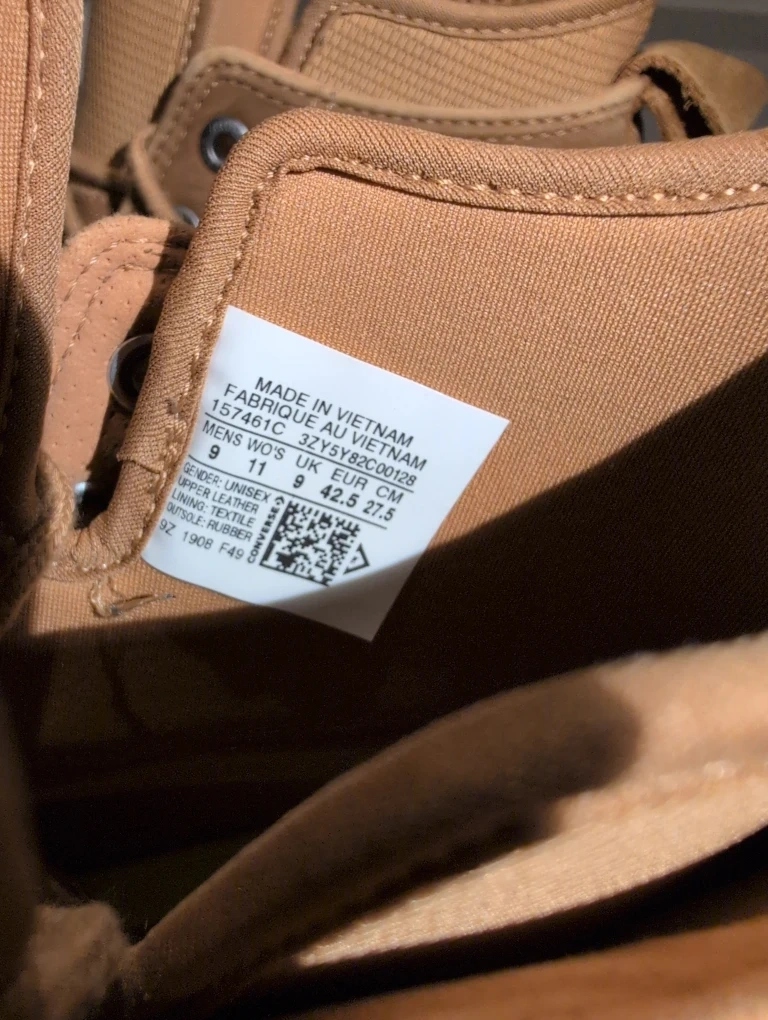 MADE IN VIETNAM
FABRIQUE AU VIETNAM
157461C 3ZY5Y82C00128
MENS WO'S UK EUR CM
9 11 9 42.5 27.5
GENDER: UNISEX
UPPER LEATHER
LINING: TEXTILE
OUTSOLE: RUBBER
9Z 1908 F49
CONVERSE